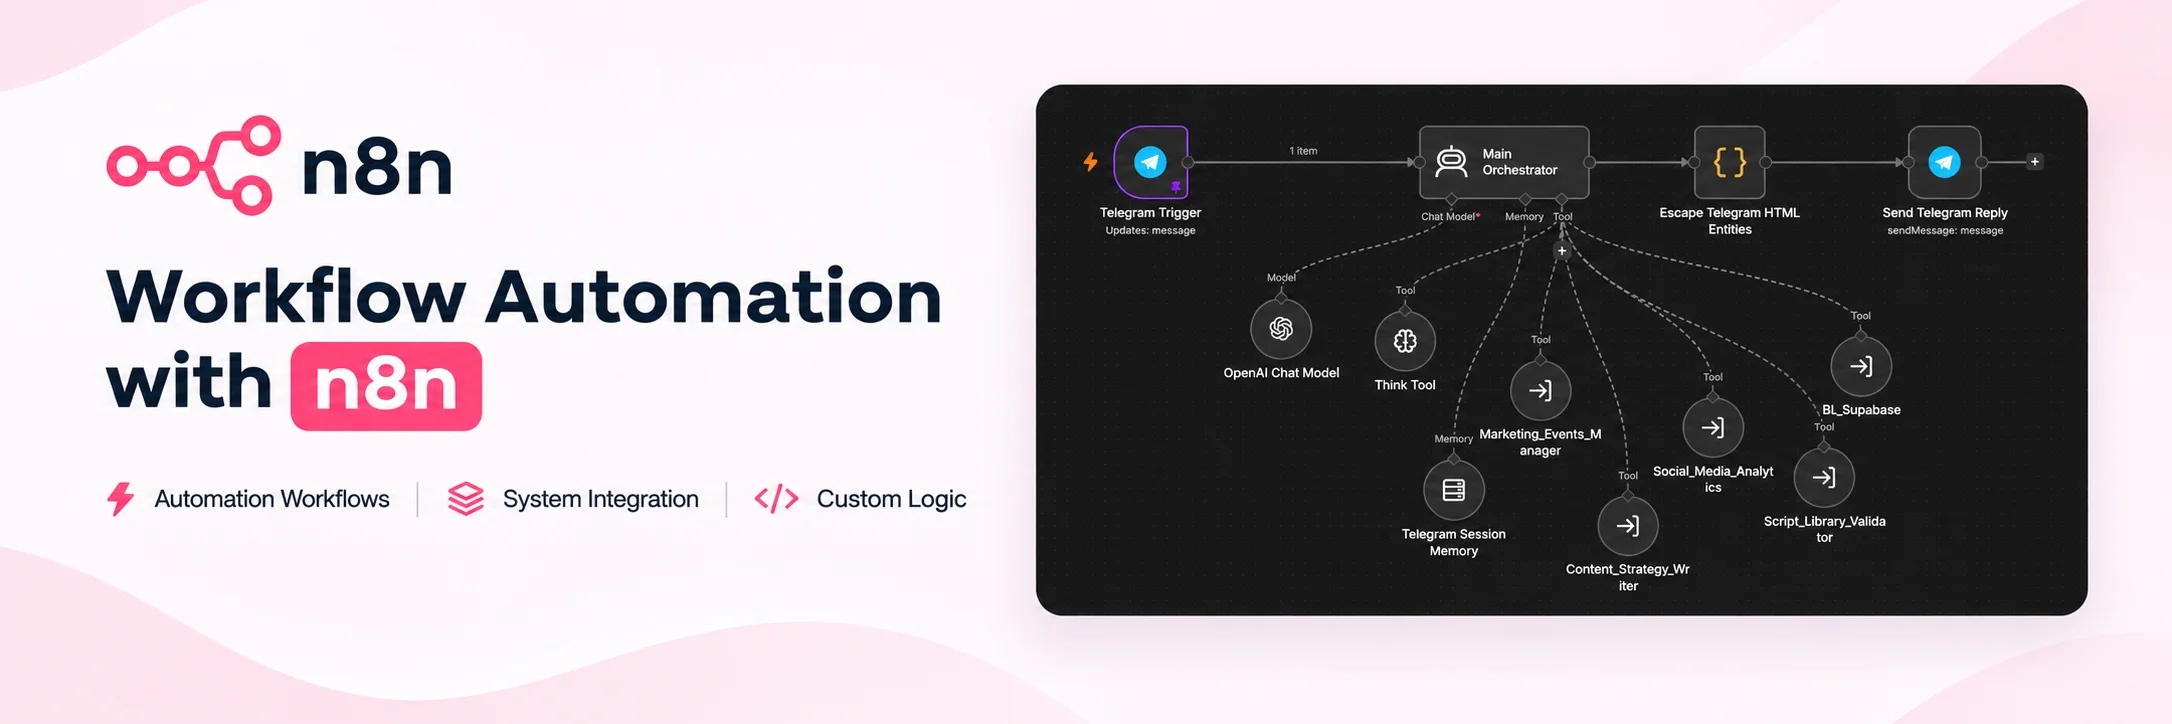 n8n
Workflow Automation
with n8n
Automation Workflows
System Integration
</> Custom Logic
1 item
Main
Orchestrator
{}
Telegram Trigger
Updates: message
Chat Model*
Memory
Tool
Escape Telegram HTML
Entities
Send Telegram Reply
sendMessage: message
+
+
Model
OpenAI Chat Model
Tool
Think Tool
Memory
Telegram Session
Memory
Tool
Marketing_Events_M
anager
Tool
Content_Strategy_Wr
iter
Tool
Social_Media_Analyt
ics
Tool
Script_Library_Valida
tor
Tool
BL_Supabase